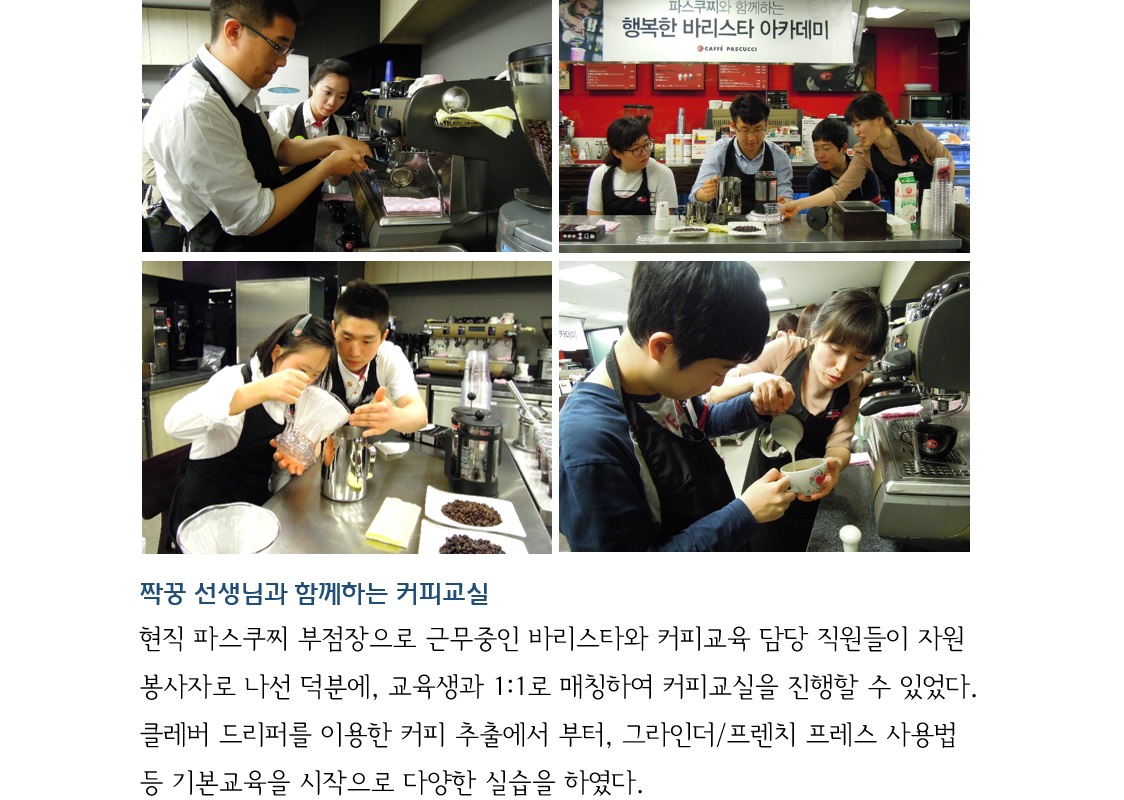 파스쿠찌와 함께하는
행복한 바리스타 아카데미
CAFFÉ PASCUCCI
카데미
짝꿍 선생님과 함께하는 커피교실
현직 파스쿠찌 부점장으로 근무중인 바리스타와 커피교육 담당 직원들이 자원
봉사자로 나선 덕분에, 교육생과 1:1로 매칭하여 커피교실을 진행할 수 있었다.
클레버 드리퍼를 이용한 커피 추출에서 부터, 그라인더/프렌치 프레스 사용법
등 기본교육을 시작으로 다양한 실습을 하였다.